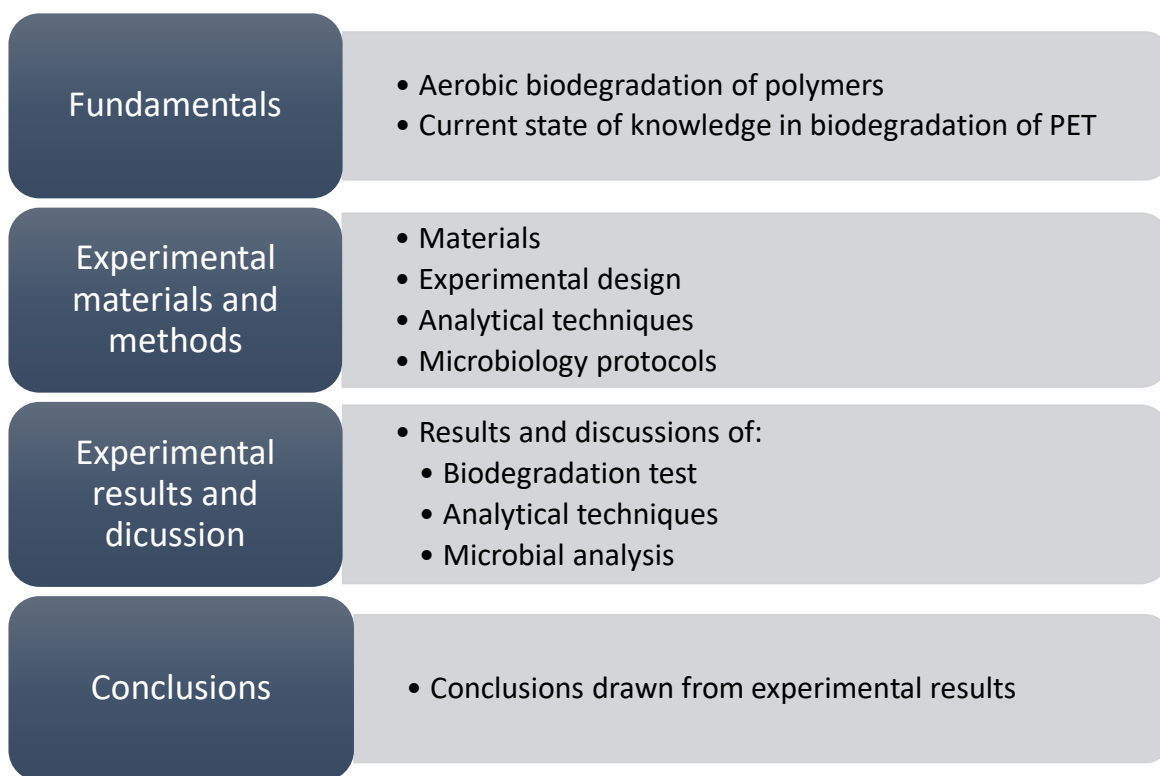 Fundamentals
• Aerobic biodegradation of polymers
• Current state of knowledge in biodegradation of PET
Experimental
materials and
methods
• Materials
• Experimental design
• Analytical techniques
• Microbiology protocols
Experimental
results and
dicussion
• Results and discussions of:
• Biodegradation test
• Analytical techniques
• Microbial analysis
Conclusions
• Conclusions drawn from experimental results